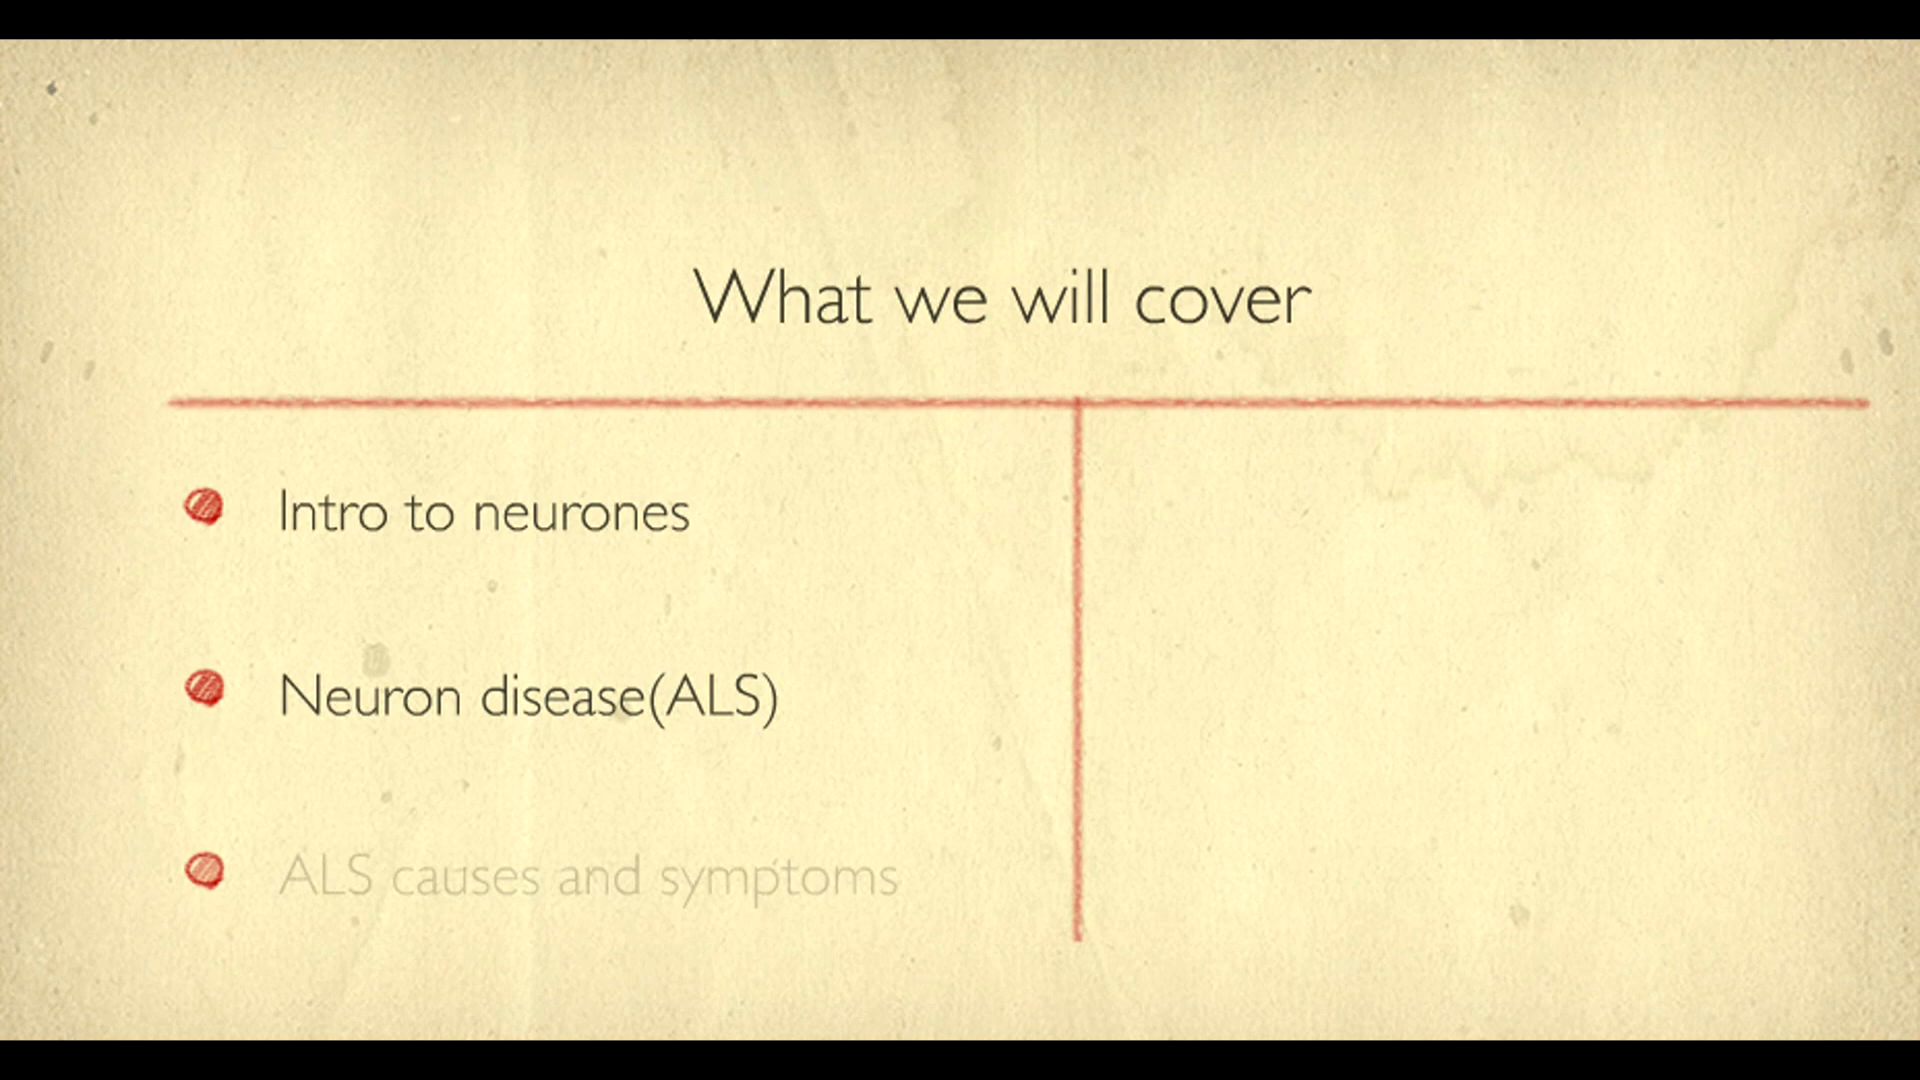 What we will cover
Intro to neurones
Neuron disease(ALS)
ALS causes and symptoms